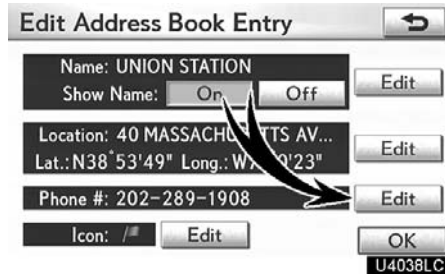 Edit Address Book Entry
Name: UNION STATION
Edit
Show Name: On Off
Location: 40 AV...
Edit
Lat.:N38°53'49" Long.:
Phone #: 202-289-1908
Edit
Icon: Edit
OK
U4038LC